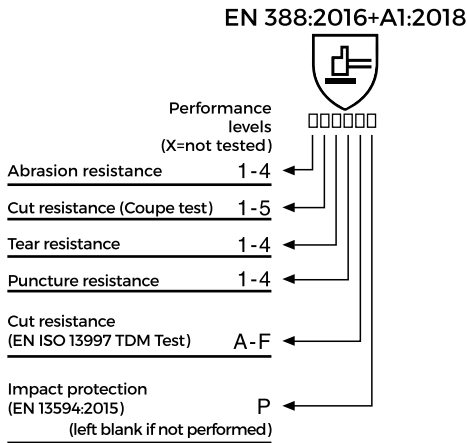 EN 388:2016+A1:2018
Performance
levels
(X=not tested)
Abrasion resistance 1-4
Cut resistance (Coupe test) 1-5
Tear resistance 1-4
Puncture resistance 1-4
Cut resistance
(EN ISO 13997 TDM Test) A-F
Impact protection
(EN 13594:2015) P
(left blank if not performed)